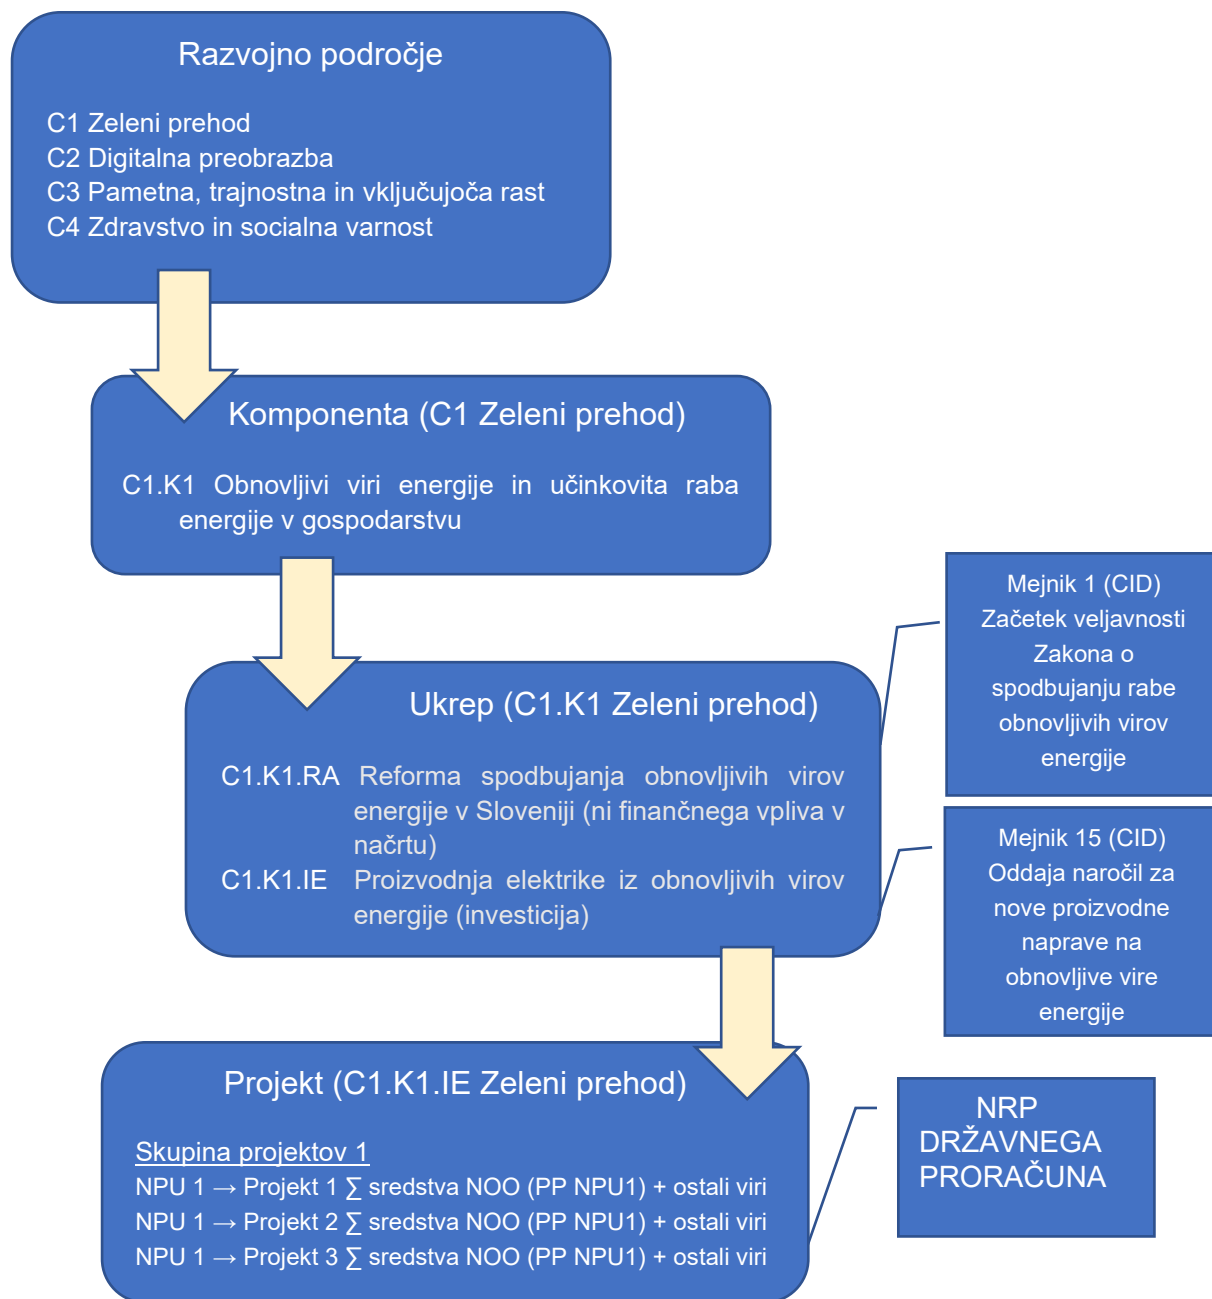 Razvojno področje
C1 Zeleni prehod
C2 Digitalna preobrazba
C3 Pametna, trajnostna in vključujoča rast
C4 Zdravstvo in socialna varnost
Komponenta (C1 Zeleni prehod)
C1.K1 Obnovljivi viri energije in učinkovita raba
energije v gospodarstvu
Ukrep (C1.K1 Zeleni prehod)
C1.K1.RA Reforma spodbujanja obnovljivih virov
energije v Sloveniji (ni finančnega vpliva v
načrtu)
C1.K1.IE Proizvodnja elektrike iz obnovljivih virov
energije (investicija)
Mejnik 1 (CID)
Začetek veljavnosti
Zakona o
spodbujanju rabe
obnovljivih virov
energije
Mejnik 15 (CID)
Oddaja naročil za
nove proizvodne
naprave na
obnovljive vire
energije
Projekt (C1.K1.IE Zeleni prehod)
Skupina projektov 1
NPU 1 → Projekt 1 ∑ sredstva NOO (PP NPU1) + ostali viri
NPU 1 → Projekt 2 ∑ sredstva NOO (PP NPU1) + ostali viri
NPU 1 → Projekt 3 ∑ sredstva NOO (PP NPU1) + ostali viri
NRP
DRŽAVNEGA
PRORAČUNA